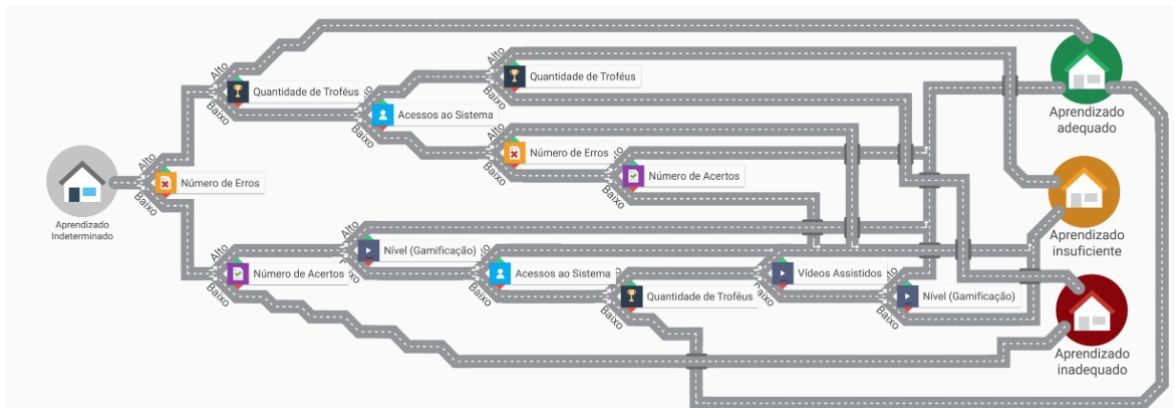 Alto
Quantidade de Troféus
Baixo
Alto
Quantidade de Troféus
Baixo
Alto
Acessos ao Sistema
Baixo
Alto
Número de Erros
Baixo
Alto
Número de Acertos
Baixo
Alto
Número de Erros
Baixo
Aprendizado
Indeterminado
Alto
Número de Acertos
Baixo
Alto
Nível (Gamificação)
Baixo
Alto
Acessos ao Sistema
Baixo
Quantidade de Troféus
Baixo
Vídeos Assistidos
Baixo
Nível (Gamificação)
Baixo
Aprendizado
adequado
Aprendizado
insuficiente
Aprendizado
inadequado